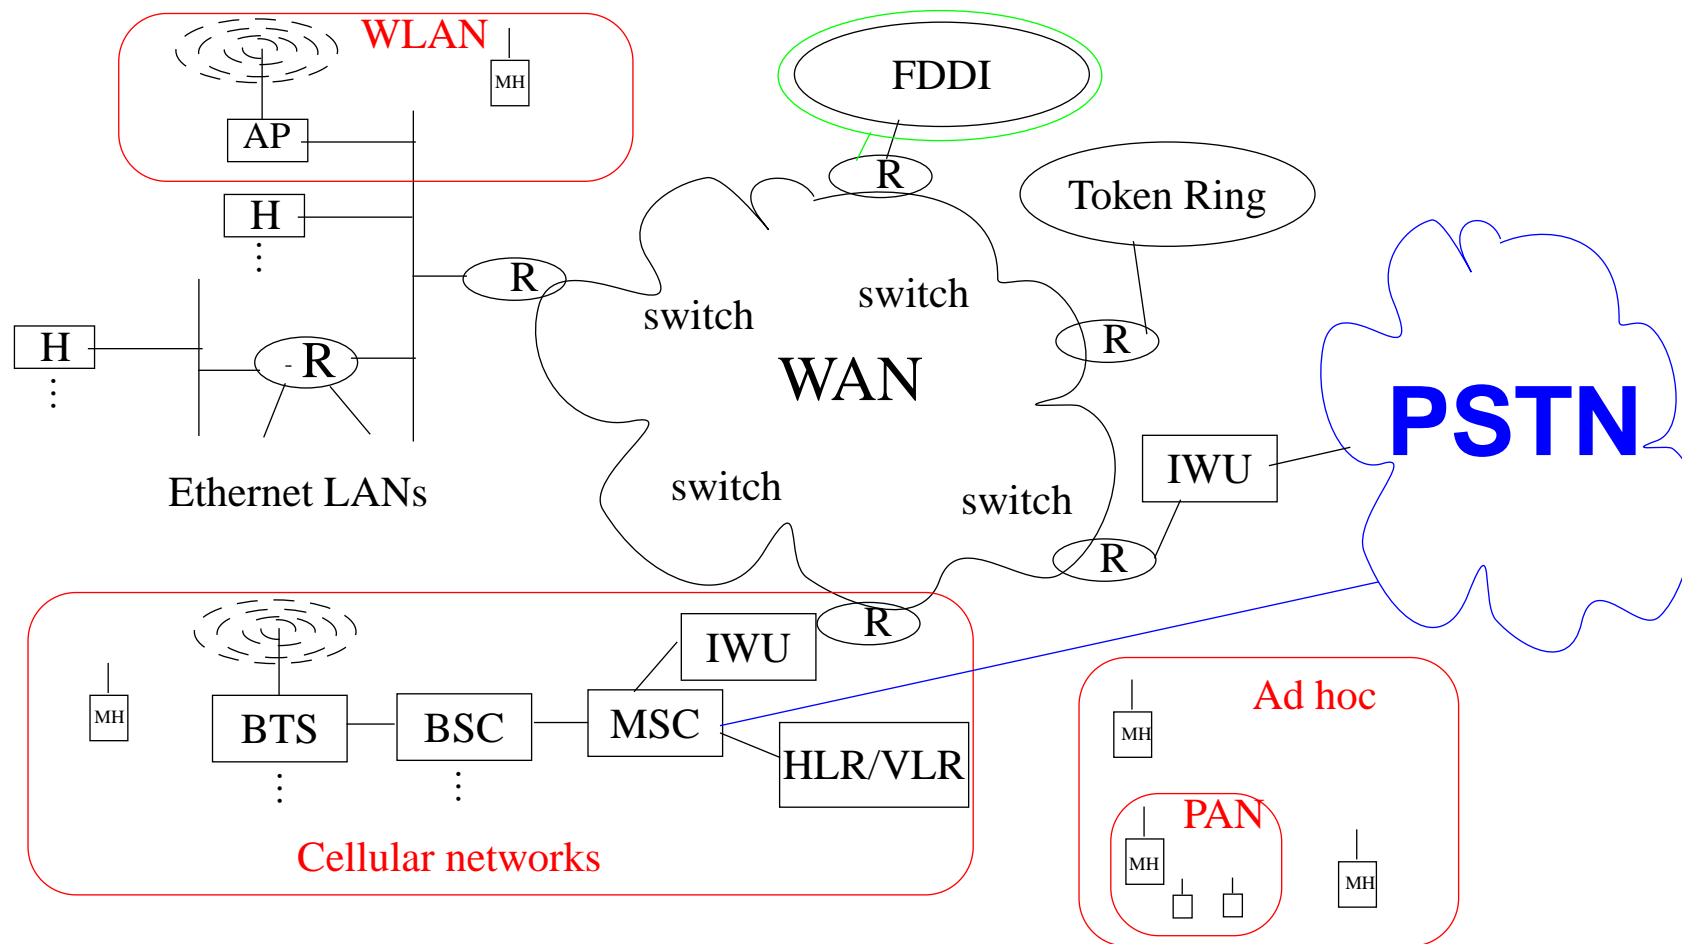 WLAN
MH
FDDI
AP
R
H
Token Ring
R
switch
switch
H
R
R
WAN
PSTN
IWU
Ethernet LANs
switch
switch
R
IWU
R
Ad hoc
MH
BTS
BSC
MSC
MH
HLR/VLR
PAN
MH
MH
Cellular networks